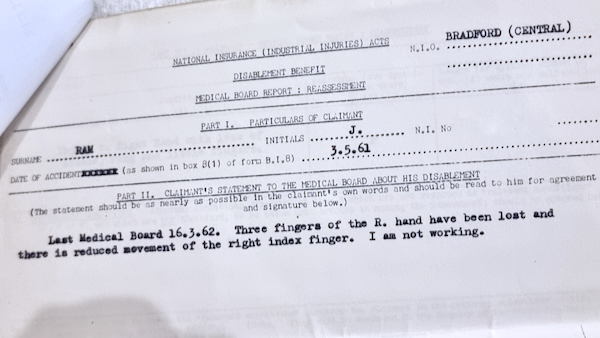 NATIONAL INSURANCE (INDUSTRIAL INJURIES) ACTS
N.I.O. BRADFORD (CENTRAL)
DISABLEMENT BENEFIT
MEDICAL BOARD REPORT : REASSESSMENT
PART I. PARTICULARS OF CLAIMANT
SURNAME RAM INITIALS J. N.I. No
DATE OF ACCIDENT (as shown in box 8(1) of form B.I.8) 3.5.61
PART II. CLAIMANT'S STATEMENT TO THE MEDICAL BOARD ABOUT HIS DISABLEMENT
(The statement should be as nearly as possible in the claimant's own words and should be read to him for agreement
and signature below.)
Last Medical Board 16.3.62. Three fingers of the R. hand have been lost and
there is reduced movement of the right index finger. I am not working.